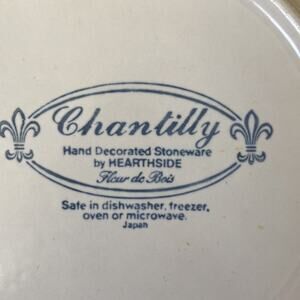 Chantilly
Hand Decorated Stoneware
by HEARTHSIDE
Fleur de Bois
Safe in dishwasher, freezer,
oven or microwave.
Japan